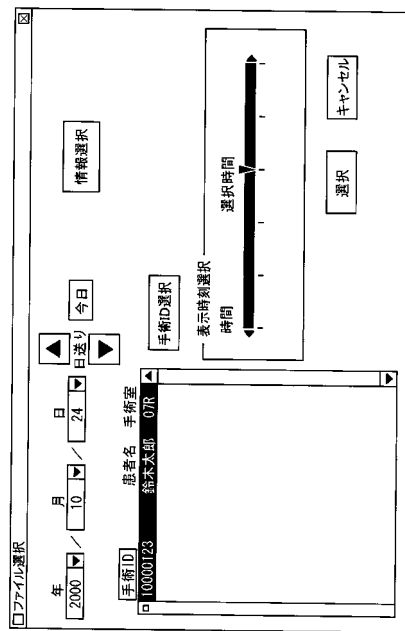 ファイル選択
年 月 日
2000 / 10 / 24 日送り 今日 情報選択
手術ID 患者名 手術室
10000123 鈴木太郎 07R
手術ID選択
表示時刻選択
時間 選択時間
選択 キャンセル